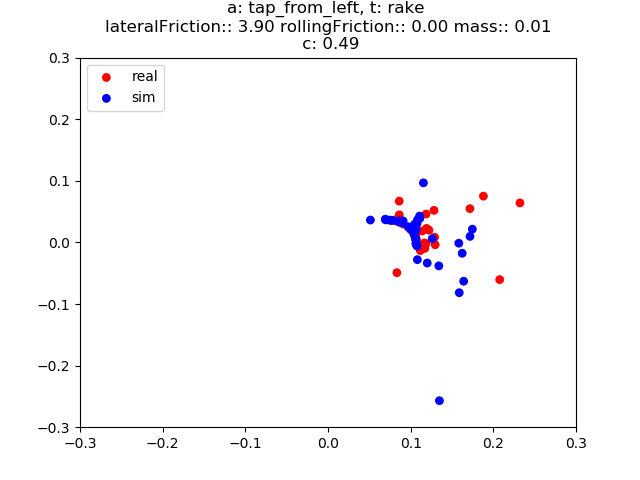 a: tap_from_left, t: rake
lateralFriction:: 3.90 rollingFriction:: 0.00 mass:: 0.01
c: 0.49
0.3
real
sim
0.2
0.1
0.0
−0.1
−0.2
−0.3
−0.3 −0.2 −0.1 0.0 0.1 0.2 0.3